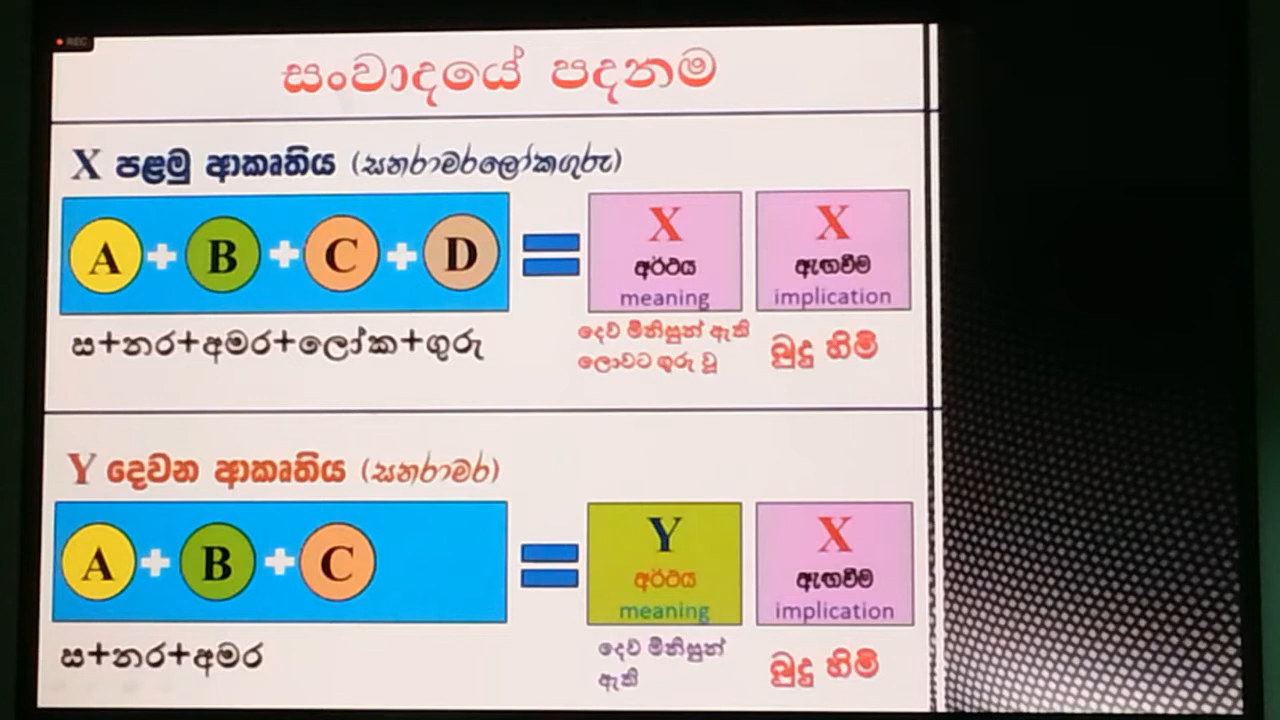 REC
සංවාදයේ පදනම
X පළමු ආකෘතිය (සනරාමරලෝකගුරු)
A + B + C + D = X X
අර්ථය ඇඟවීම
meaning implication
ස+නර+අමර+ලෝක+ගුරු
දෙව් මිනිසුන් ඇති
ලොවට ගුරු වූ
බුදු හිමි
Y දෙවන ආකෘතිය (සනරාමර)
A + B + C = Y X
අර්ථය ඇඟවීම
meaning implication
ස+නර+අමර
දෙව් මිනිසුන්
ඇති
බුදු හිමි